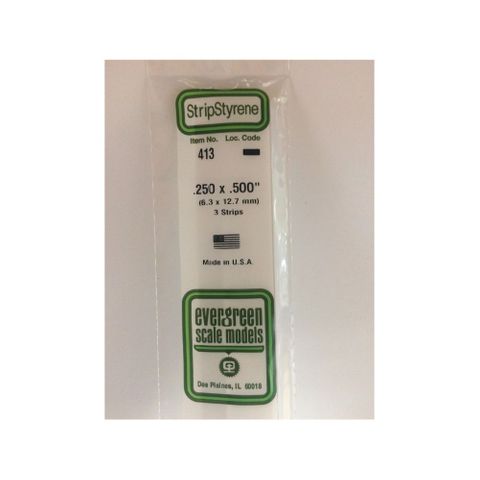 StripStyrene
Item No. Loc. Code
413
.250 x .500"
(6.3 x 12.7 mm)
3 Strips
Made in U.S.A.
evergreen
scale models
Des Plaines, IL 60018